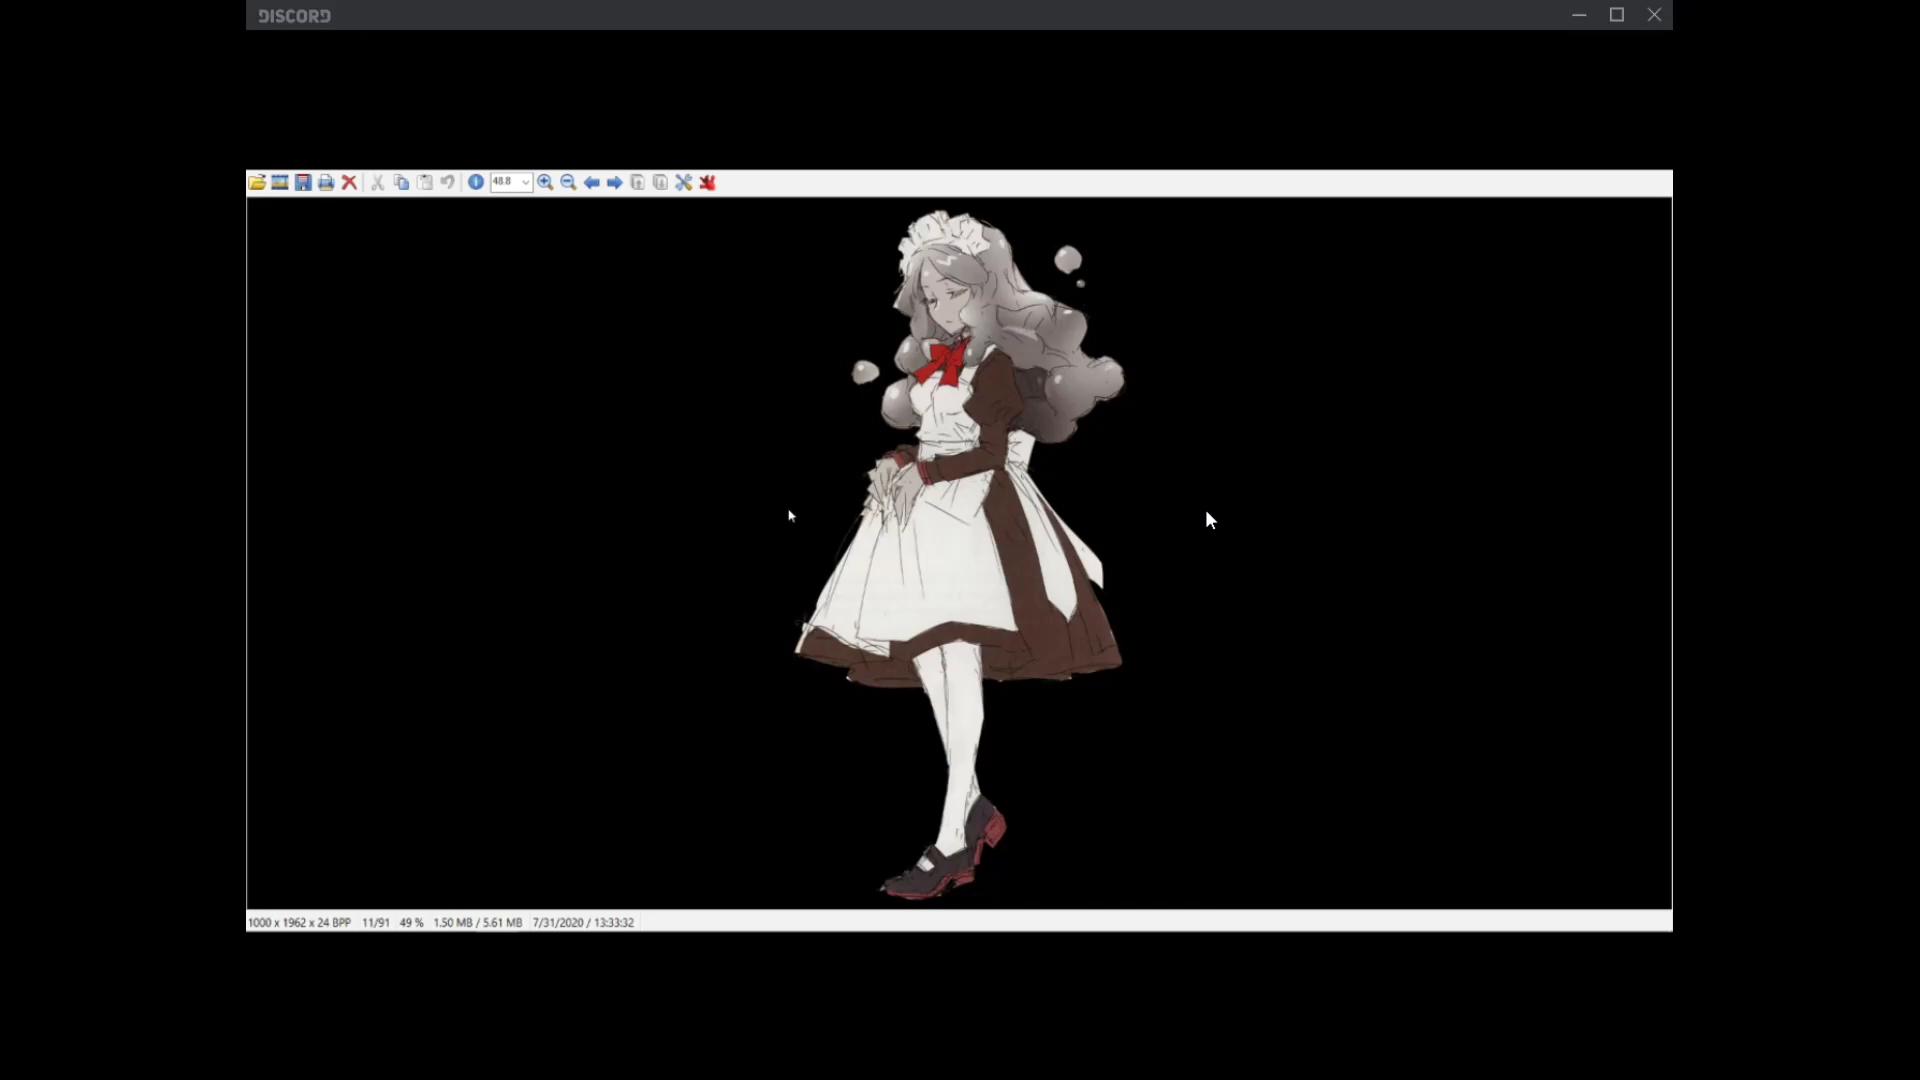 DISCORD
48.8
1000 x 1962 x 24 BPP 11/91 49 % 1.50 MB / 5.61 MB 7/31/2020 / 13:33:32